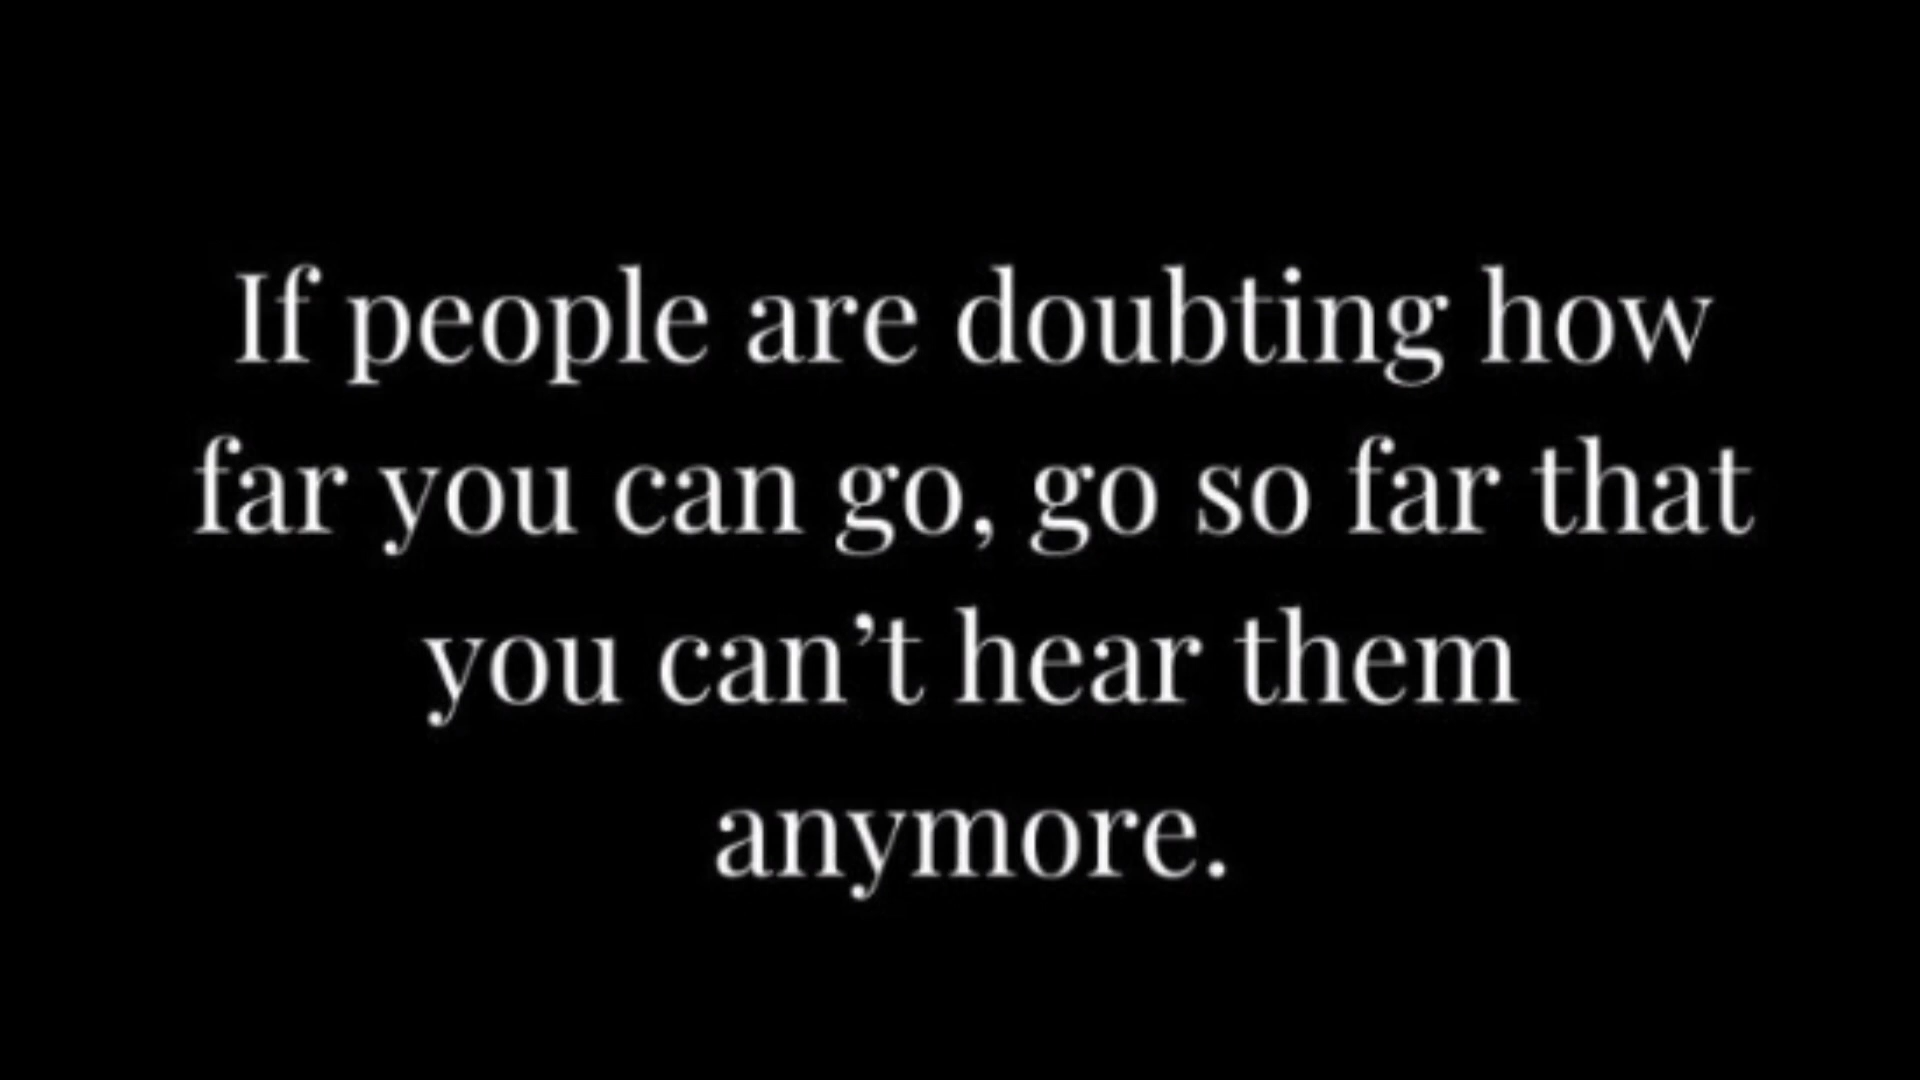 If people are doubting how
far you can go, go so far that
you can’t hear them
anymore.